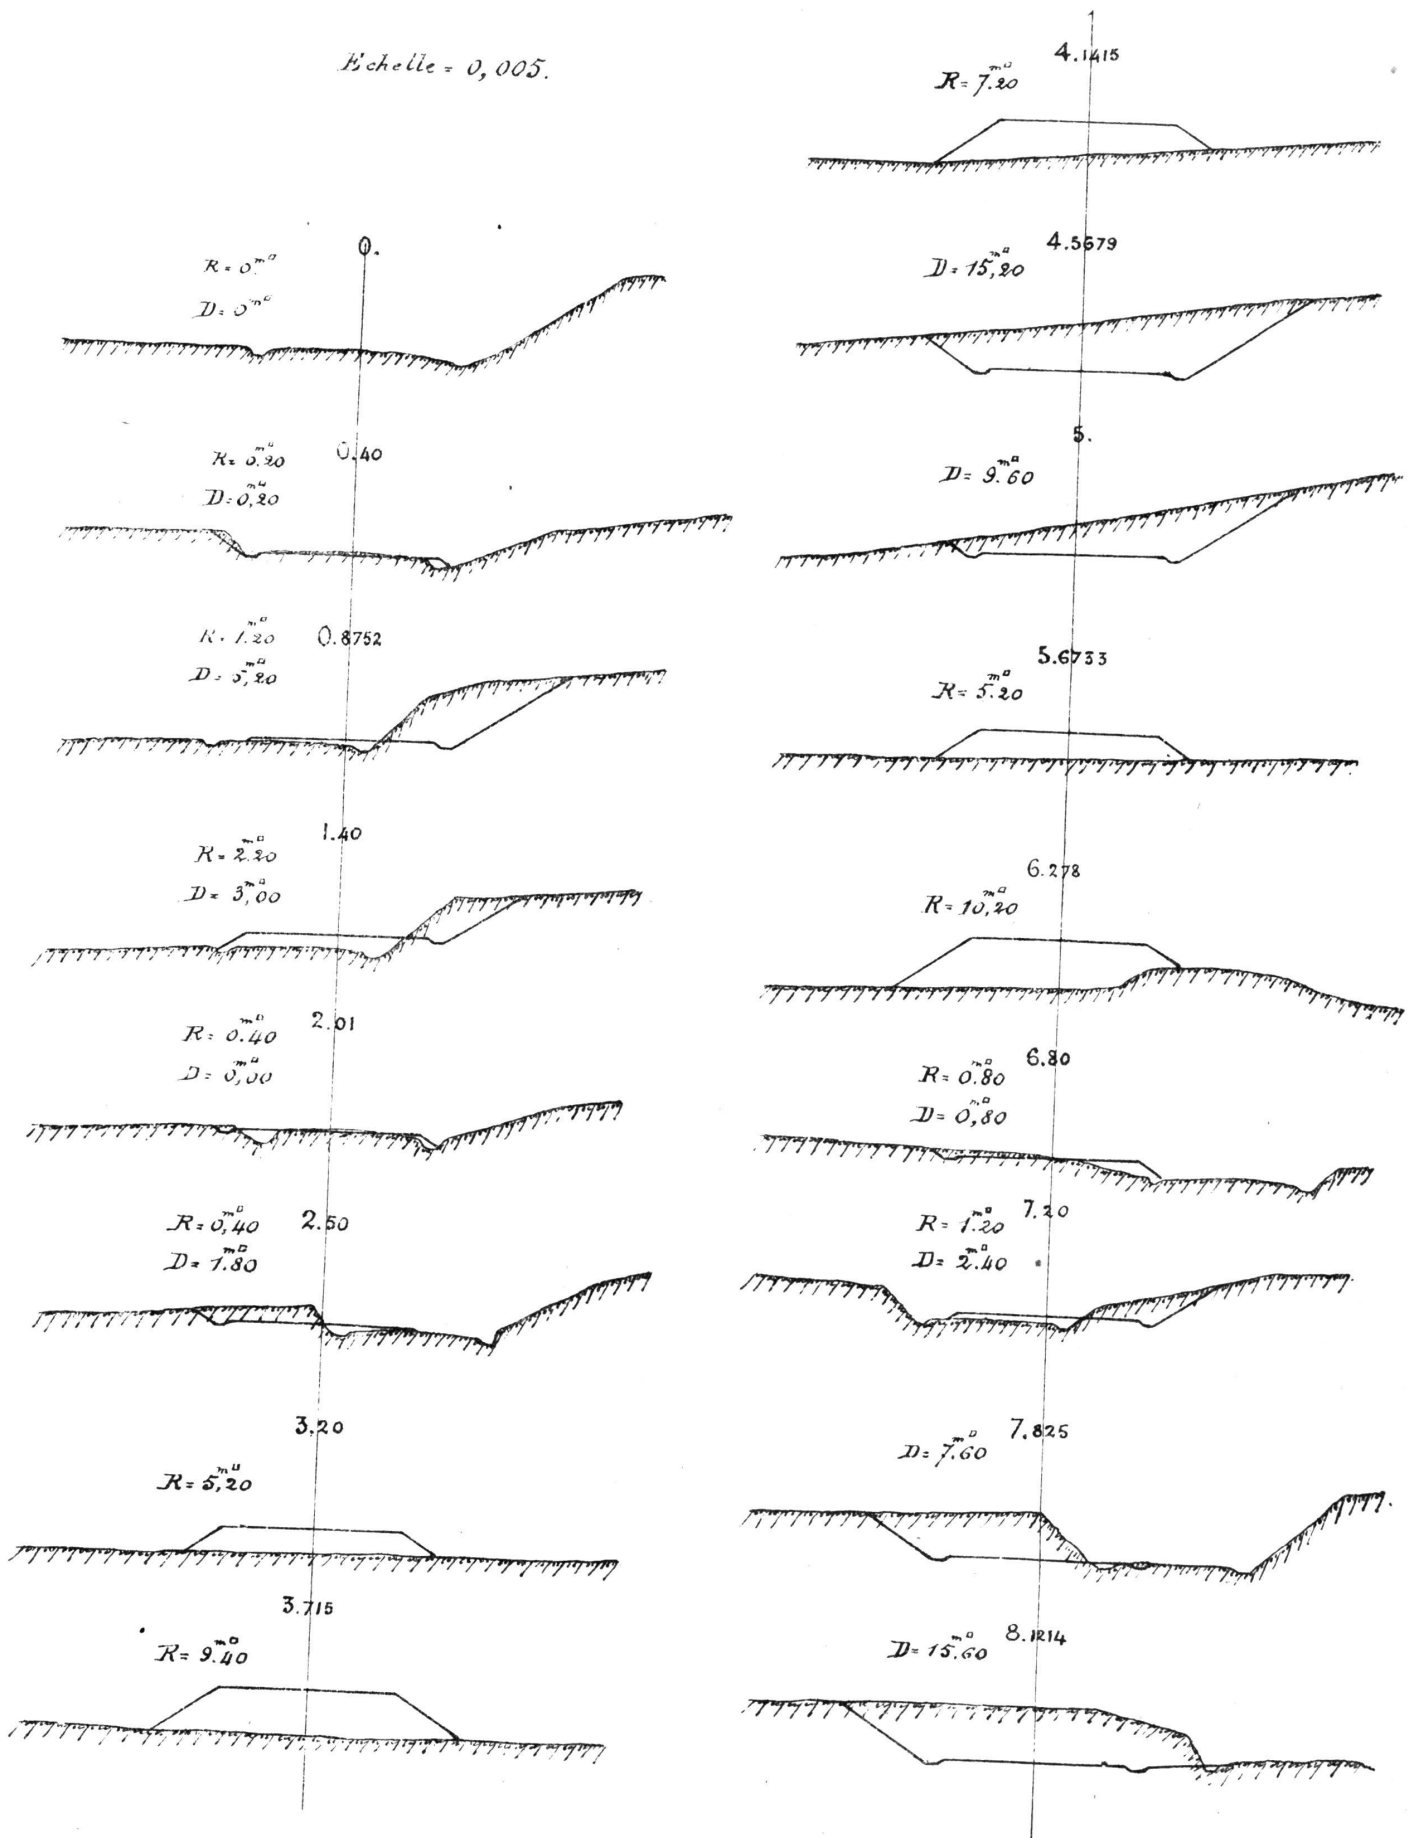 Echelle = 0,005.
0.
R = 0 m□
D = 0 m□
0.40
R = 0.20 m□
D = 0,20 m□
0.8752
R = 1.20 m□
D = 5,20 m□
1.40
R = 2.20 m□
D = 3,00 m□
2.01
R = 0.40 m□
D = 0,00 m□
2.50
R = 0,40 m□
D = 1.80 m□
3.20
R = 5,20 m□
3.715
R = 9.40 m□
4.1415
R = 7.20 m□
4.5679
D = 15,20 m□
5.
D = 9.60 m□
5.6733
R = 5.20 m□
6.278
R = 10,20 m□
6.80
R = 0.80 m□
D = 0,80 m□
7.20
R = 1.20 m□
D = 2.40 m□
7.825
D = 7.60 m□
8.1214
D = 15.60 m□